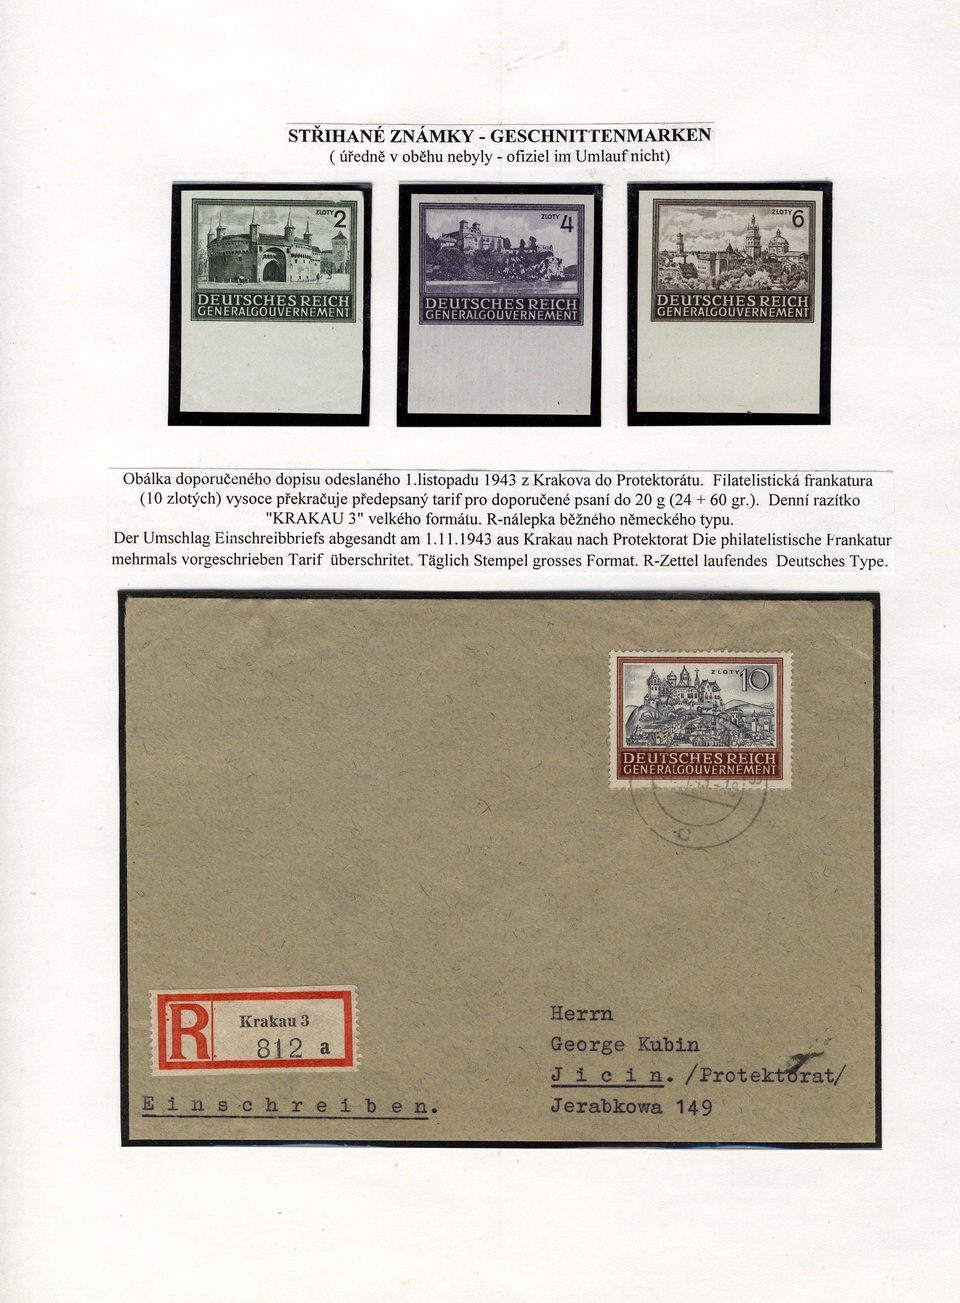 STŘIHANÉ ZNÁMKY - GESCHNITTENMARKEN
( úředně v oběhu nebyly - ofiziel im Umlauf nicht)
ZLOTY 2
DEUTSCHES REICH
GENERALGOUVERNEMENT
ZLOTY 4
DEUTSCHES REICH
GENERALGOUVERNEMENT
ZLOTY 6
DEUTSCHES REICH
GENERALGOUVERNEMENT
Obálka doporučeného dopisu odeslaného 1.listopadu 1943 z Krakova do Protektorátu. Filatelistická frankatura
(10 zlotých) vysoce překračuje předepsaný tarif pro doporučené psaní do 20 g (24 + 60 gr.). Denní razítko
"KRAKAU 3" velkého formátu. R-nálepka běžného německého typu.
Der Umschlag Einschreibbriefs abgesandt am 1.11.1943 aus Krakau nach Protektorat Die philatelistische Frankatur
mehrmals vorgeschrieben Tarif überschritet. Täglich Stempel grosses Format. R-Zettel laufendes Deutsches Type.
ZLOTY 10
DEUTSCHES REICH
GENERALGOUVERNEMENT
c
R
Krakau 3
812 a
Einschreiben.
Herrn
George Kubin
Jicin. /Protektorat/
Jerabkowa 149